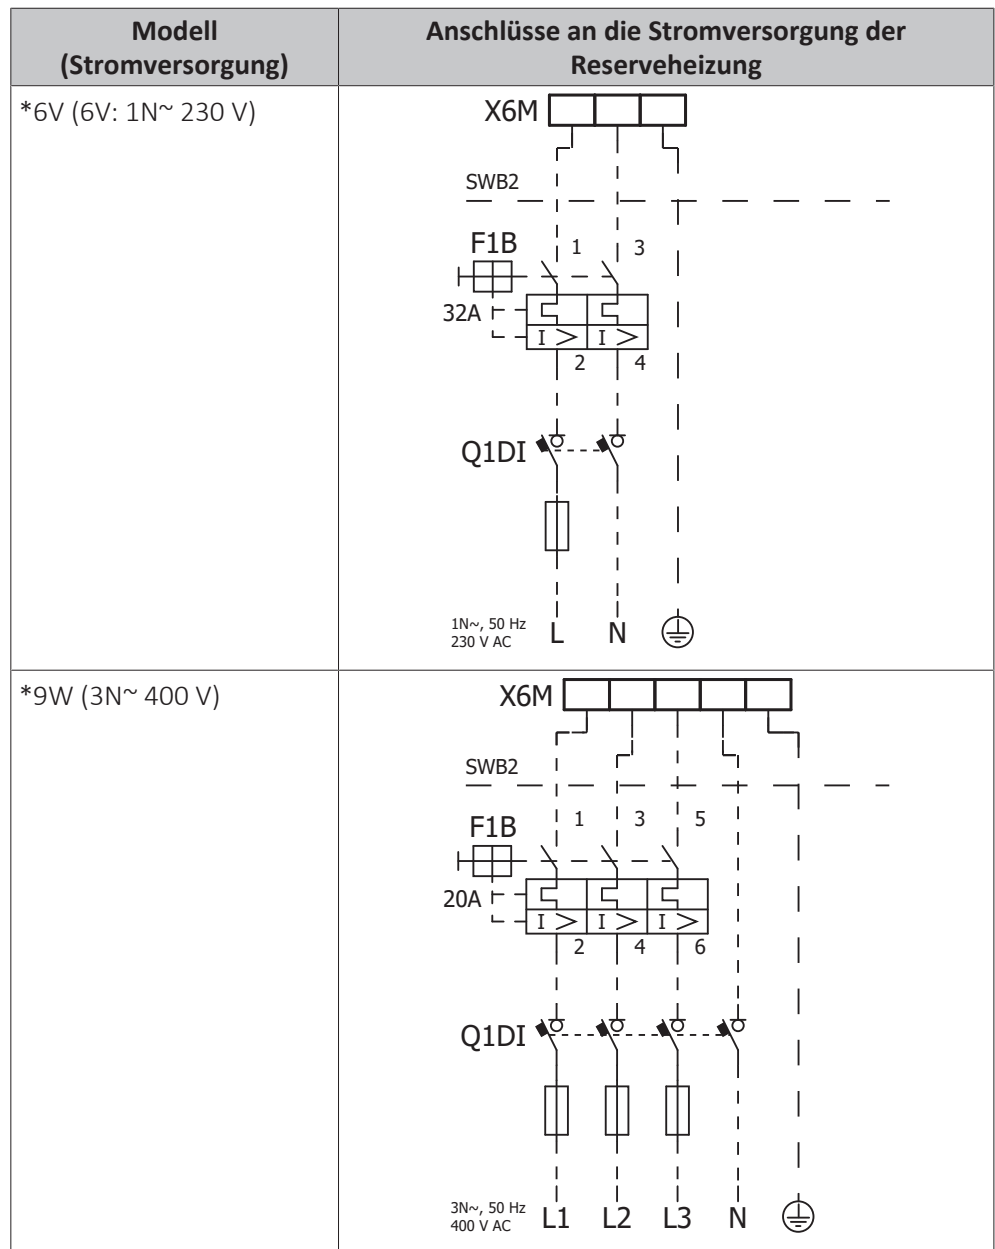 Modell
(Stromversorgung)
Anschlüsse an die Stromversorgung der
Reserveheizung
*6V (6V: 1N~ 230 V)
X6M
SWB2
F1B
1
3
32A
I >
I >
2
4
Q1DI
1N~, 50 Hz
230 V AC
L
N
*9W (3N~ 400 V)
X6M
SWB2
F1B
1
3
5
20A
I >
I >
I >
2
4
6
Q1DI
3N~, 50 Hz
400 V AC
L1
L2
L3
N